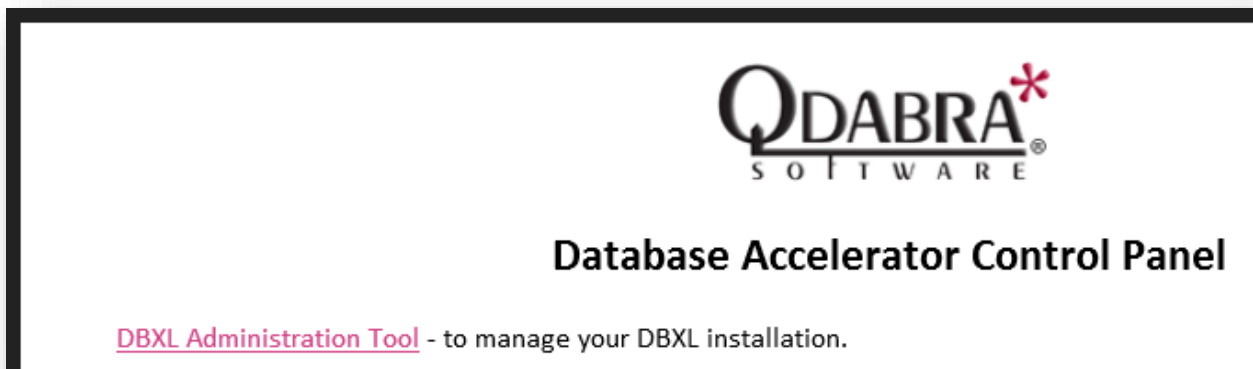 QDABRA*®
SOFTWARE
Database Accelerator Control Panel
DBXL Administration Tool - to manage your DBXL installation.